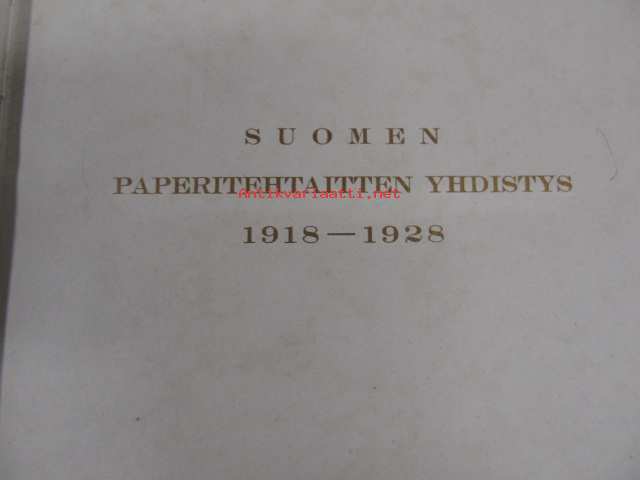 SUOMEN
PAPERITEHTAITTEN YHDISTYS
Antikvariaatti.net
1918—1928